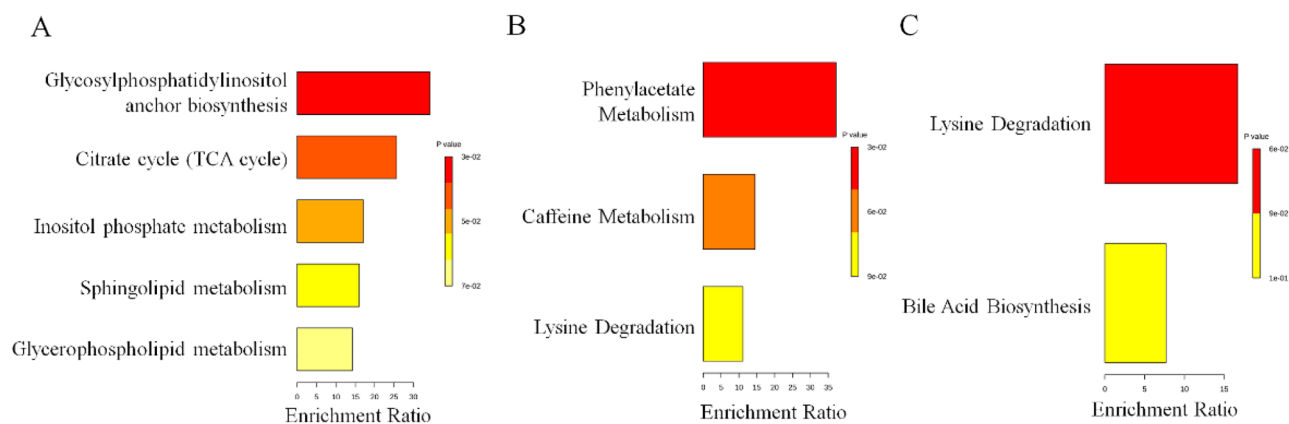 A
Glycosylphosphatidylinositol
anchor biosynthesis
Citrate cycle (TCA cycle)
Inositol phosphate metabolism
Sphingolipid metabolism
Glycerophospholipid metabolism
0 5 10 15 20 25 30
Enrichment Ratio
P value
3e-02
5e-02
7e-02
B
Phenylacetate
Metabolism
Caffeine Metabolism
Lysine Degradation
0 5 10 15 20 25 30 35
Enrichment Ratio
P value
3e-02
6e-02
9e-02
C
Lysine Degradation
Bile Acid Biosynthesis
0 5 10 15
Enrichment Ratio
P value
6e-02
9e-02
1e-01